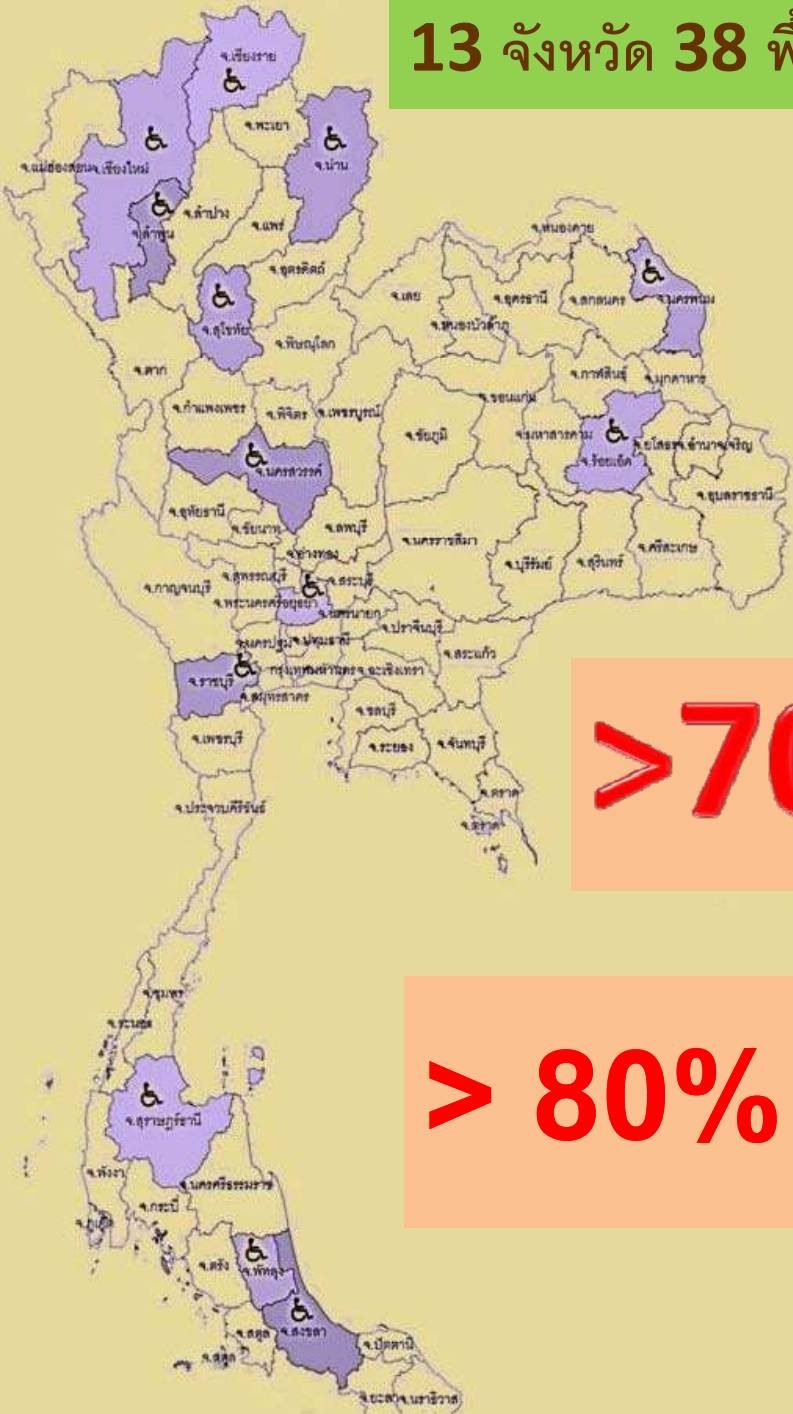 13 จังหวัด 38 พื้
จ.เชียงราย
จ.พะเยา
จ.น่าน
จ.แม่ฮ่องสอน
จ.เชียงใหม่
จ.ลำพูน
จ.ลำปาง
จ.แพร่
จ.อุตรดิตถ์
จ.หนองคาย
จ.เลย
จ.อุดรธานี
จ.สกลนคร
จ.นครพนม
จ.หนองบัวลำภู
จ.สุโขทัย
จ.พิษณุโลก
จ.ตาก
จ.กาฬสินธุ์
จ.มุกดาหาร
จ.ขอนแก่น
จ.กำแพงเพชร
จ.พิจิตร
จ.เพชรบูรณ์
จ.ชัยภูมิ
จ.มหาสารคาม
จ.ร้อยเอ็ด
จ.ยโสธร
จ.อำนาจเจริญ
จ.นครสวรรค์
จ.อุบลราชธานี
จ.อุทัยธานี
จ.ชัยนาท
จ.ลพบุรี
จ.นครราชสีมา
จ.บุรีรัมย์
จ.สุรินทร์
จ.ศรีสะเกษ
จ.อ่างทอง
จ.กาญจนบุรี
จ.สุพรรณบุรี
จ.สระบุรี
จ.พระนครศรีอยุธยา
จ.นครนายก
จ.ปราจีนบุรี
จ.นครปฐม
จ.ปทุมธานี
จ.สระแก้ว
จ.ราชบุรี
กรุงเทพมหานคร
จ.ฉะเชิงเทรา
จ.สมุทรสาคร
จ.ชลบุรี
จ.เพชรบุรี
จ.ระยอง
จ.จันทบุรี
จ.ตราด
จ.ตราด
จ.ประจวบคีรีขันธ์
>70
จ.ชุมพร
จ.ระนอง
> 80%
จ.สุราษฎร์ธานี
จ.พังงา
จ.นครศรีธรรมราช
จ.กระบี่
จ.ภูเก็ต
จ.ตรัง
จ.พัทลุง
จ.สตูล
จ.สงขลา
จ.สตูล
จ.ปัตตานี
จ.ยะลา
จ.นราธิวาส